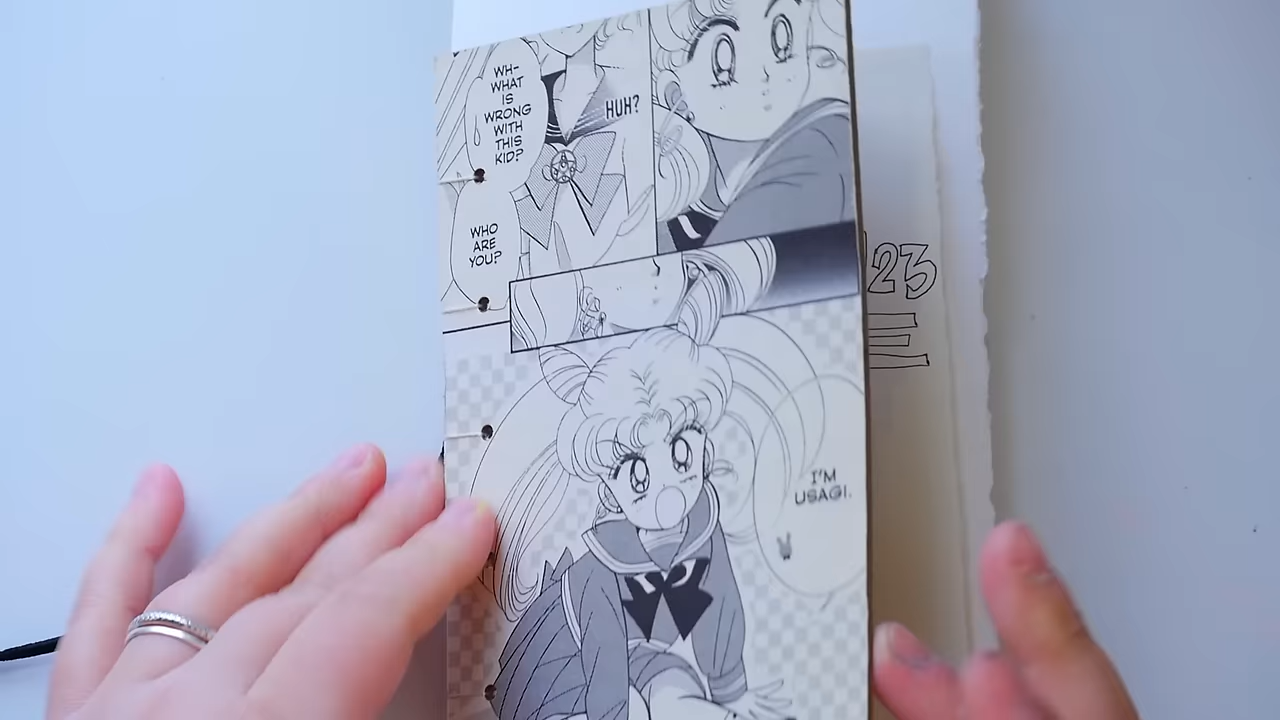 WH-
WHAT
IS
WRONG
WITH
THIS
KID?
HUH?
WHO
ARE
YOU?
I'M
USAGI.
23